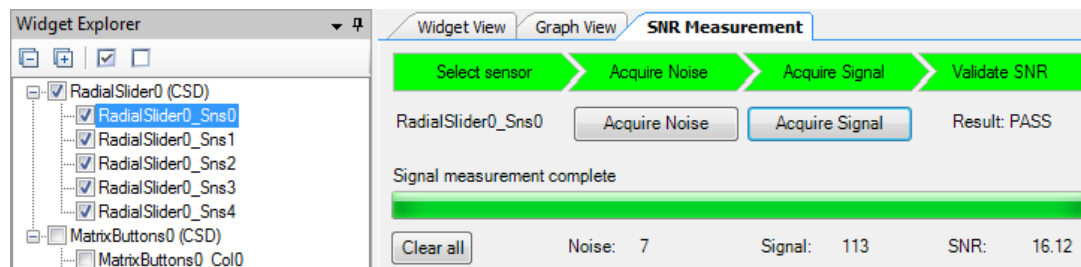 Widget Explorer
RadialSlider0 (CSD)
RadialSlider0_Sns0
RadialSlider0_Sns1
RadialSlider0_Sns2
RadialSlider0_Sns3
RadialSlider0_Sns4
MatrixButtons0 (CSD)
MatrixButtons0_Col0
Widget View Graph View SNR Measurement
Select sensor Acquire Noise Acquire Signal Validate SNR
RadialSlider0_Sns0 Acquire Noise Acquire Signal Result: PASS
Signal measurement complete
Clear all Noise: 7 Signal: 113 SNR: 16.12